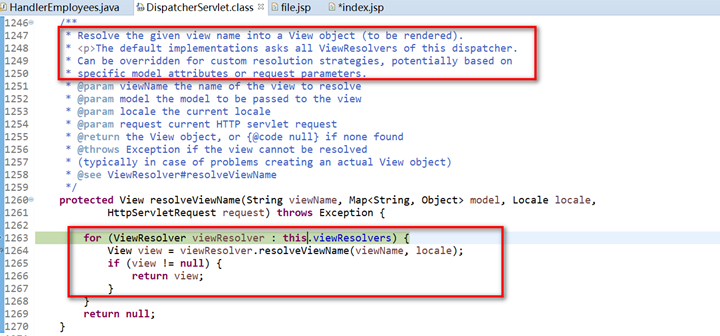 HandlerEmployees.java DispatcherServlet.class file.jsp *index.jsp
1246 /**
1247 * Resolve the given view name into a View object (to be rendered).
1248 * <p>The default implementations asks all ViewResolvers of this dispatcher.
1249 * Can be overridden for custom resolution strategies, potentially based on
1250 * specific model attributes or request parameters.
1251 * @param viewName the name of the view to resolve
1252 * @param model the model to be passed to the view
1253 * @param locale the current locale
1254 * @param request current HTTP servlet request
1255 * @return the View object, or {@code null} if none found
1256 * @throws Exception if the view cannot be resolved
1257 * (typically in case of problems creating an actual View object)
1258 * @see ViewResolver#resolveViewName
1259 */
1260 protected View resolveViewName(String viewName, Map<String, Object> model, Locale locale,
1261 HttpServletRequest request) throws Exception {
1262
1263 for (ViewResolver viewResolver : this.viewResolvers) {
1264 View view = viewResolver.resolveViewName(viewName, locale);
1265 if (view != null) {
1266 return view;
1267 }
1268 }
1269 return null;
1270 }